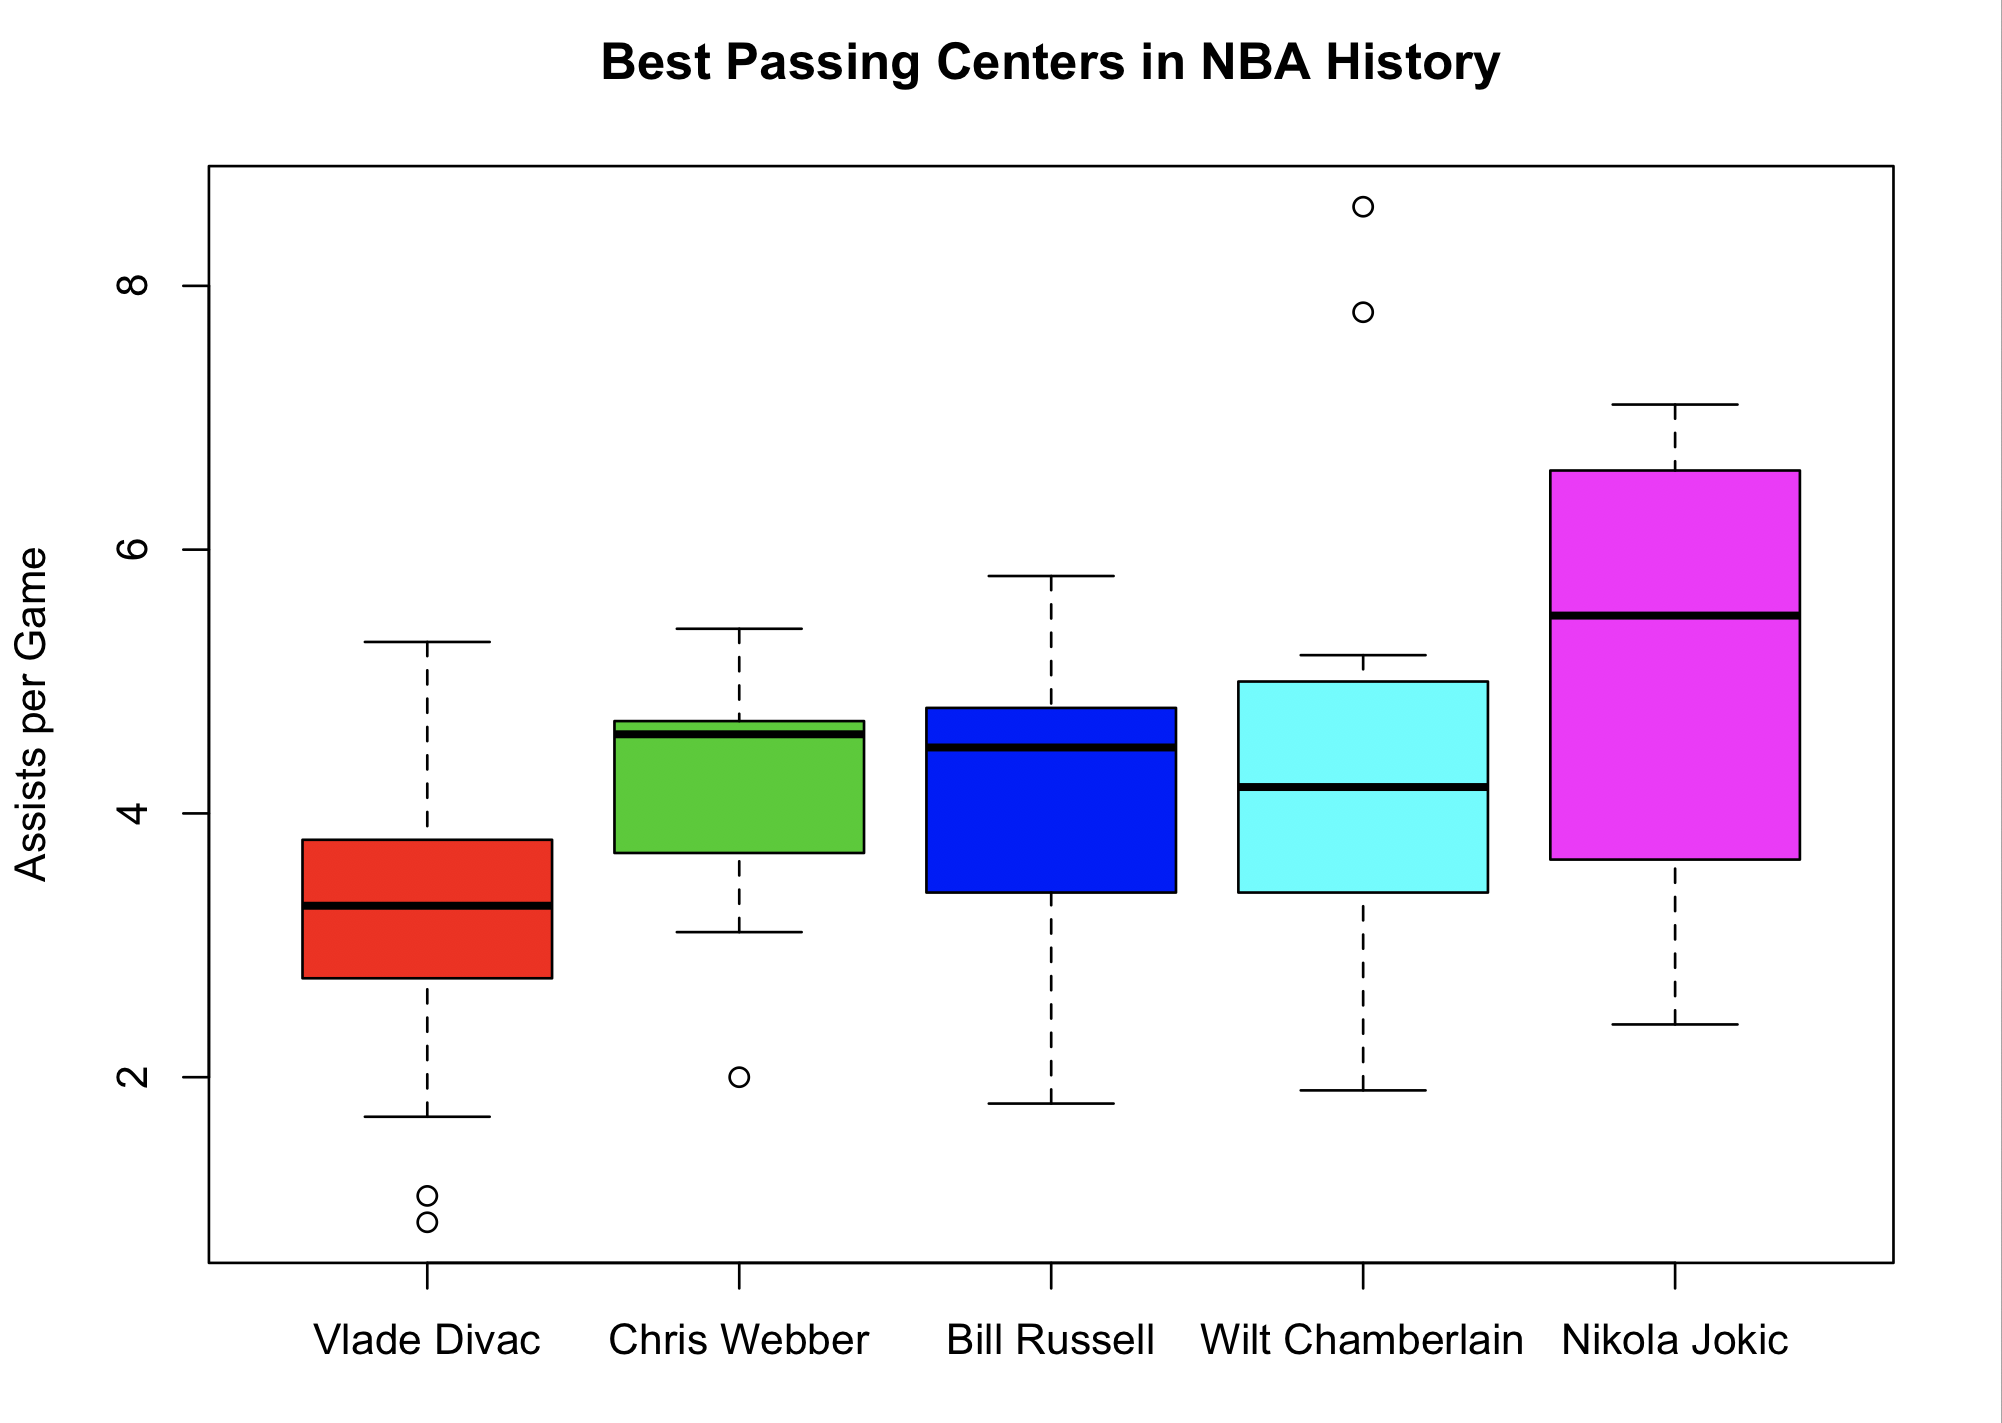 Best Passing Centers in NBA History
Assists per Game
8
6
4
2
Vlade Divac
Chris Webber
Bill Russell
Wilt Chamberlain
Nikola Jokic